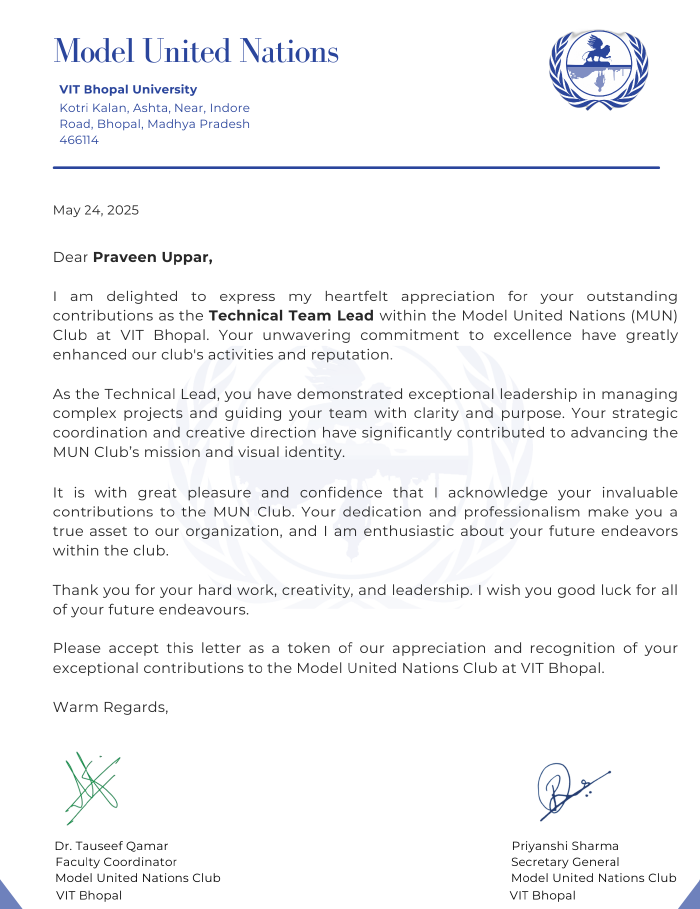 Model United Nations
VIT Bhopal University
Kotri Kalan, Ashta, Near, Indore
Road, Bhopal, Madhya Pradesh
466114
May 24, 2025
Dear Praveen Uppar,
I am delighted to express my heartfelt appreciation for your outstanding
contributions as the Technical Team Lead within the Model United Nations (MUN)
Club at VIT Bhopal. Your unwavering commitment to excellence have greatly
enhanced our club's activities and reputation.
As the Technical Lead, you have demonstrated exceptional leadership in managing
complex projects and guiding your team with clarity and purpose. Your strategic
coordination and creative direction have significantly contributed to advancing the
MUN Club’s mission and visual identity.
It is with great pleasure and confidence that I acknowledge your invaluable
contributions to the MUN Club. Your dedication and professionalism make you a
true asset to our organization, and I am enthusiastic about your future endeavors
within the club.
Thank you for your hard work, creativity, and leadership. I wish you good luck for all
of your future endeavours.
Please accept this letter as a token of our appreciation and recognition of your
exceptional contributions to the Model United Nations Club at VIT Bhopal.
Warm Regards,
Dr. Tauseef Qamar
Faculty Coordinator
Model United Nations Club
VIT Bhopal
Priyanshi Sharma
Secretary General
Model United Nations Club
VIT Bhopal